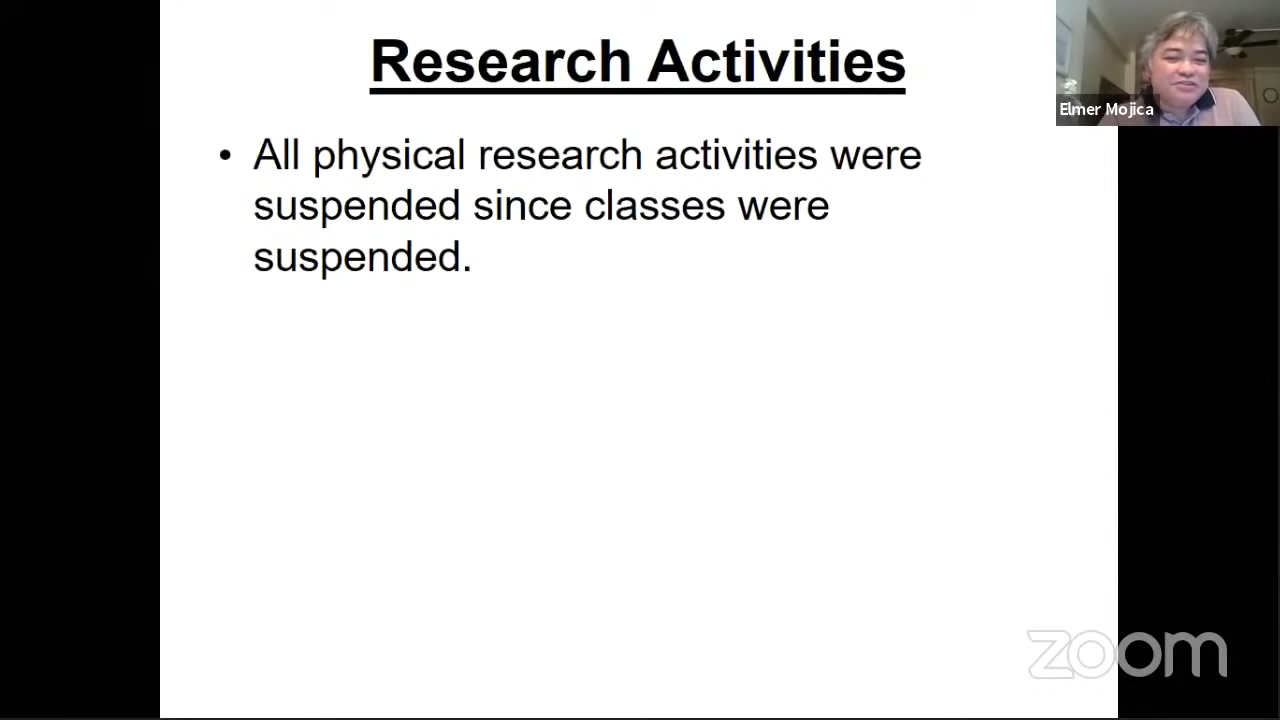 Research Activities
• All physical research activities were
suspended since classes were
suspended.
Elmer Mojica
zoom